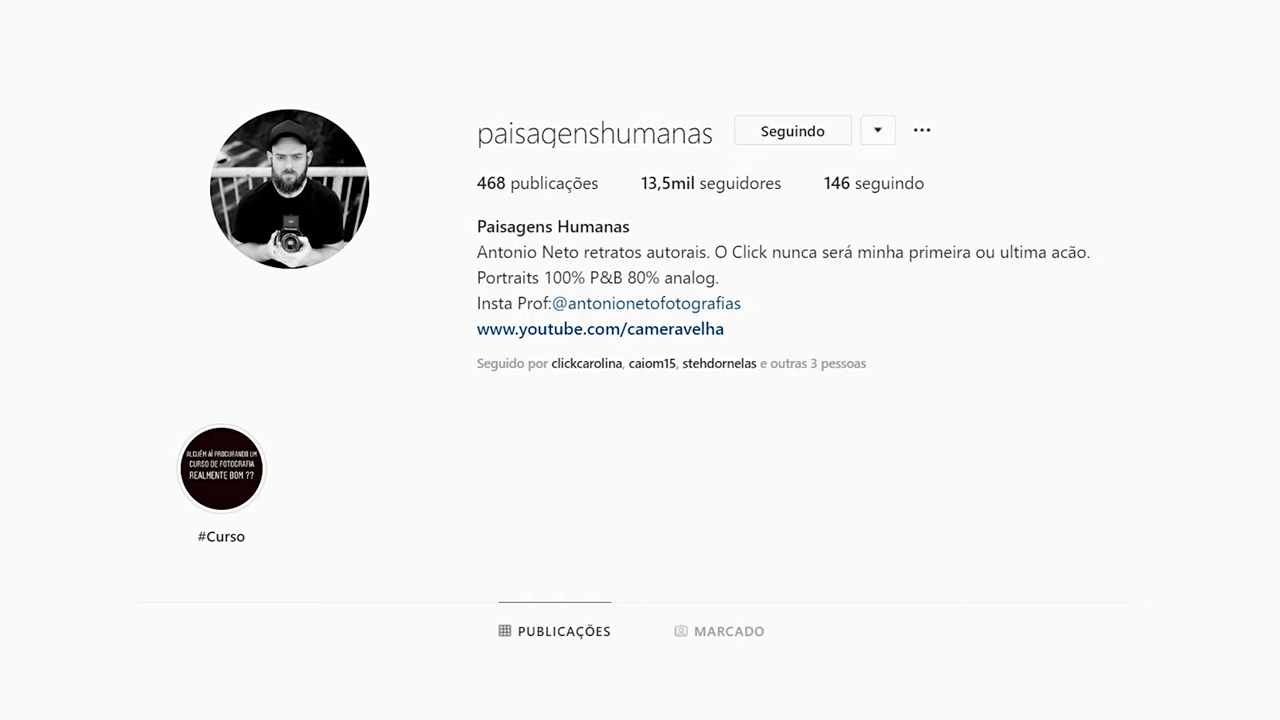 paisagenshumanas Seguindo
468 publicações 13,5mil seguidores 146 seguindo
Paisagens Humanas
Antonio Neto retratos autorais. O Click nunca será minha primeira ou ultima acão.
Portraits 100% P&B 80% analog.
Insta Prof:@antonionetofotografias
www.youtube.com/cameravelha
Seguido por clickcarolina, caiom15, stehdornelas e outras 3 pessoas
ALGUÉM AÍ PROCURANDO UM
CURSO DE FOTOGRAFIA
REALMENTE BOM ??
#Curso
PUBLICAÇÕES MARCADO